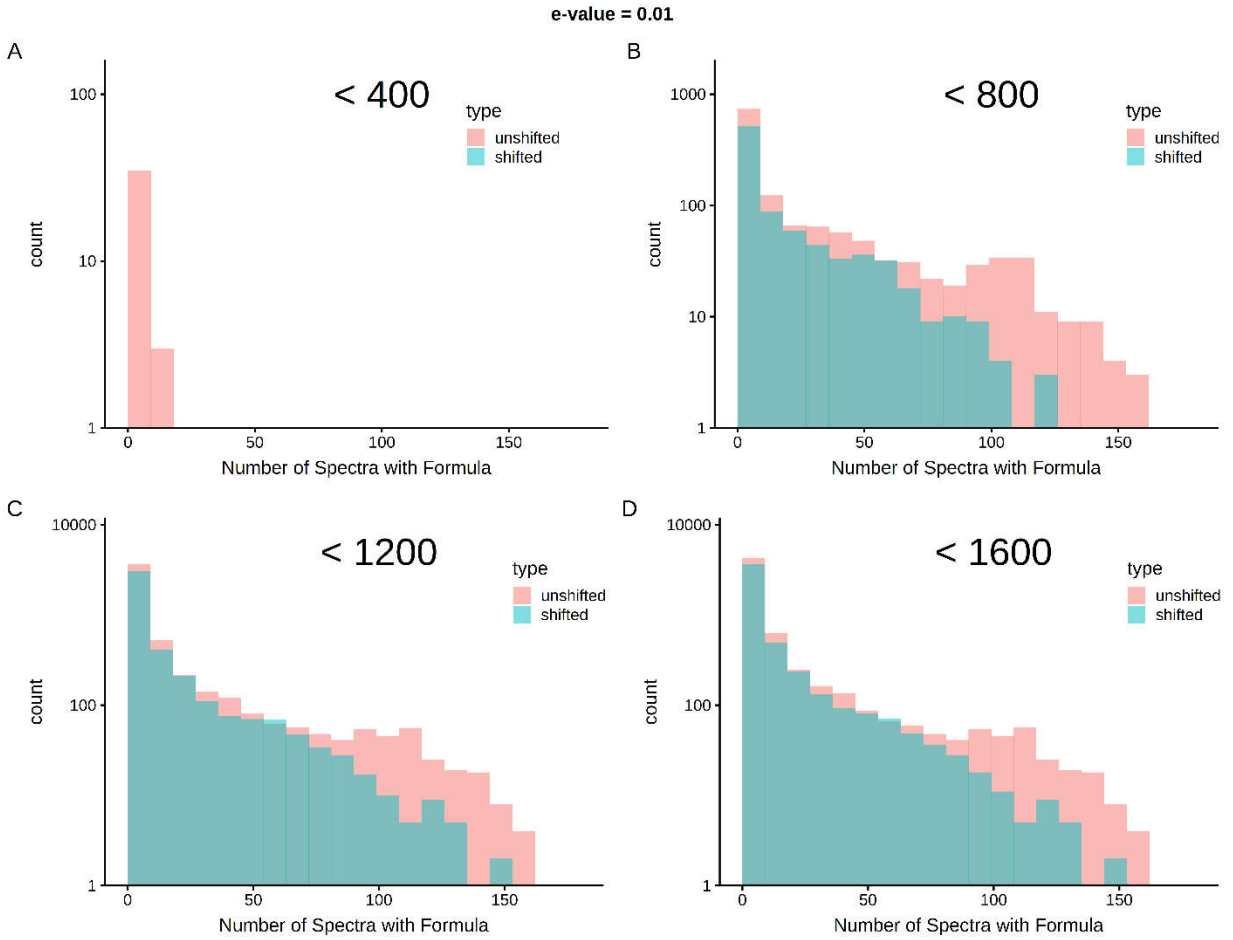 e-value = 0.01
A
< 400
100
10
1
count
type
unshifted
shifted
0
50
100
150
Number of Spectra with Formula
B
< 800
1000
100
10
1
count
type
unshifted
shifted
0
50
100
150
Number of Spectra with Formula
C
< 1200
10000
100
1
count
type
unshifted
shifted
0
50
100
150
Number of Spectra with Formula
D
< 1600
10000
100
1
count
type
unshifted
shifted
0
50
100
150
Number of Spectra with Formula